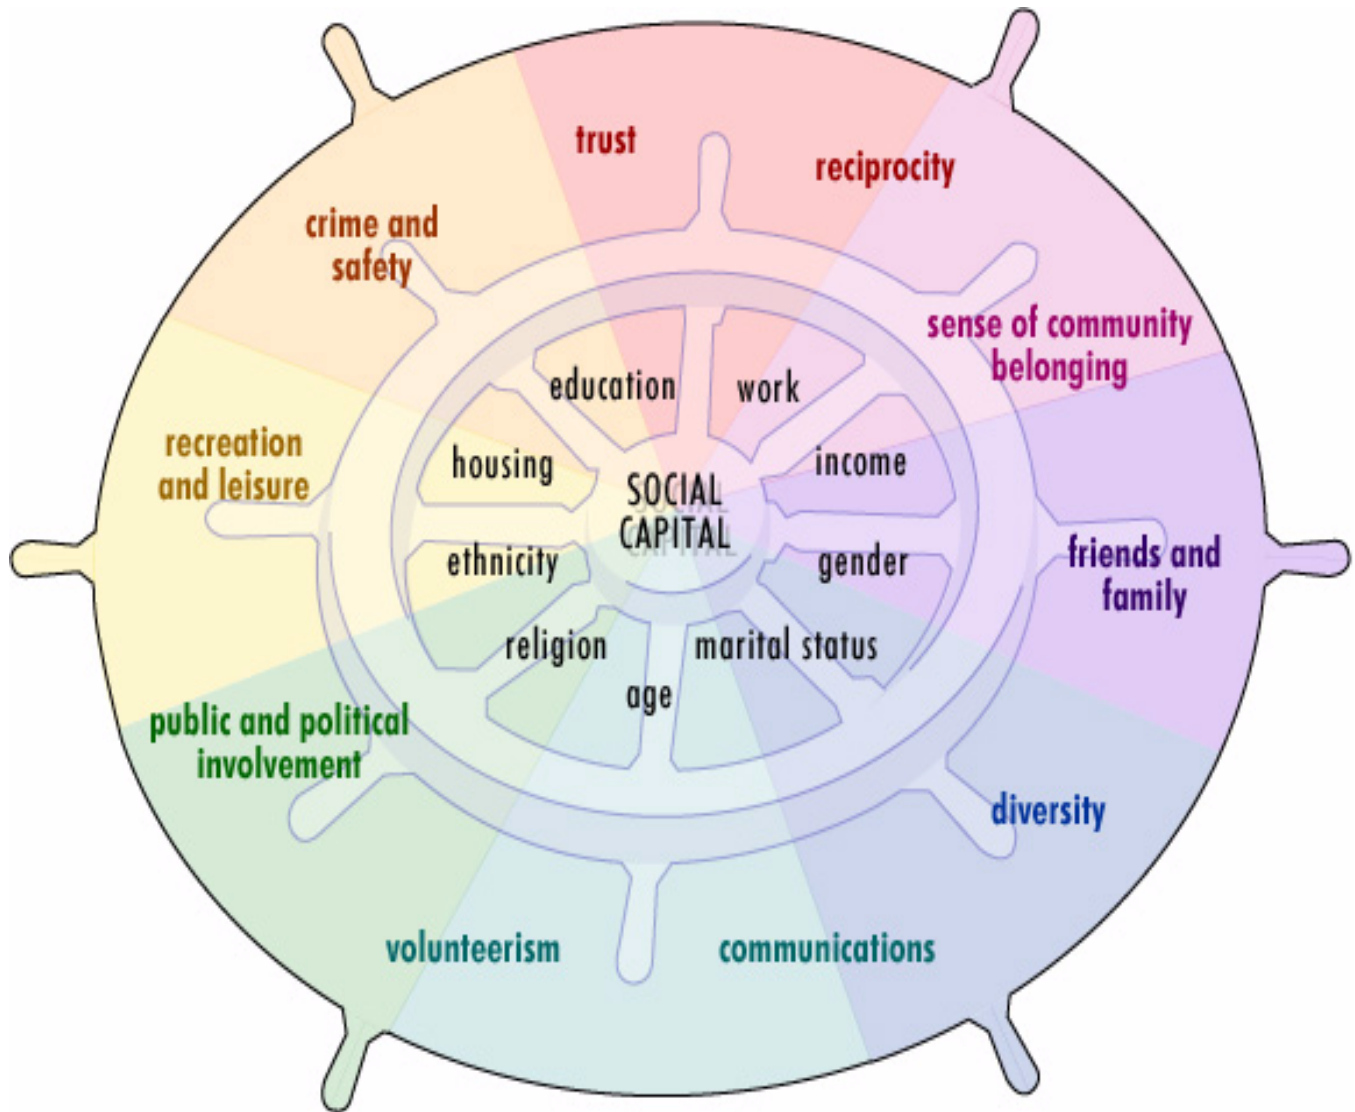 trust
reciprocity
crime and
safety
sense of community
belonging
education
work
recreation
and leisure
housing
income
SOCIAL
CAPITAL
ethnicity
gender
friends and
family
religion
marital status
age
public and political
involvement
diversity
volunteerism
communications